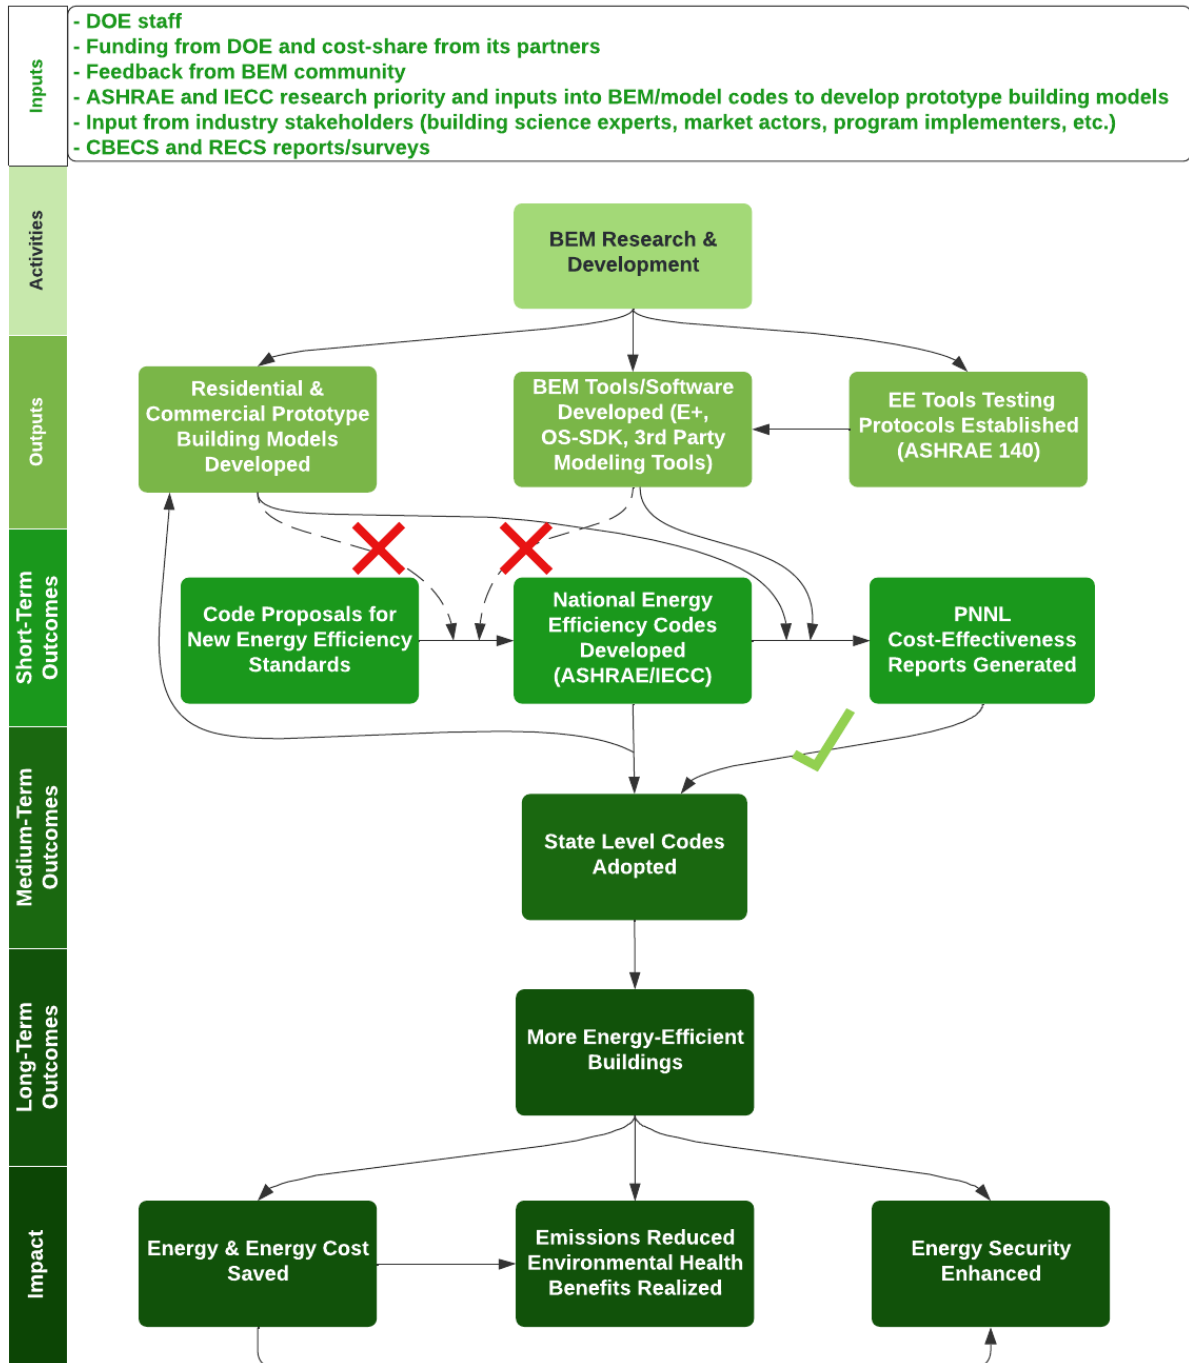 Inputs
- DOE staff
- Funding from DOE and cost-share from its partners
- Feedback from BEM community
- ASHRAE and IECC research priority and inputs into BEM/model codes to develop prototype building models
- Input from industry stakeholders (building science experts, market actors, program implementers, etc.)
- CBECS and RECS reports/surveys
Activities
BEM Research &
Development
Outputs
Residential &
Commercial Prototype
Building Models
Developed
BEM Tools/Software
Developed (E+,
OS-SDK, 3rd Party
Modeling Tools)
EE Tools Testing
Protocols Established
(ASHRAE 140)
Short-Term
Outcomes
Code Proposals for
New Energy Efficiency
Standards
National Energy
Efficiency Codes
Developed
(ASHRAE/IECC)
PNNL
Cost-Effectiveness
Reports Generated
Medium-Term
Outcomes
State Level Codes
Adopted
Long-Term
Outcomes
More Energy-Efficient
Buildings
Impact
Energy & Energy Cost
Saved
Emissions Reduced
Environmental Health
Benefits Realized
Energy Security
Enhanced